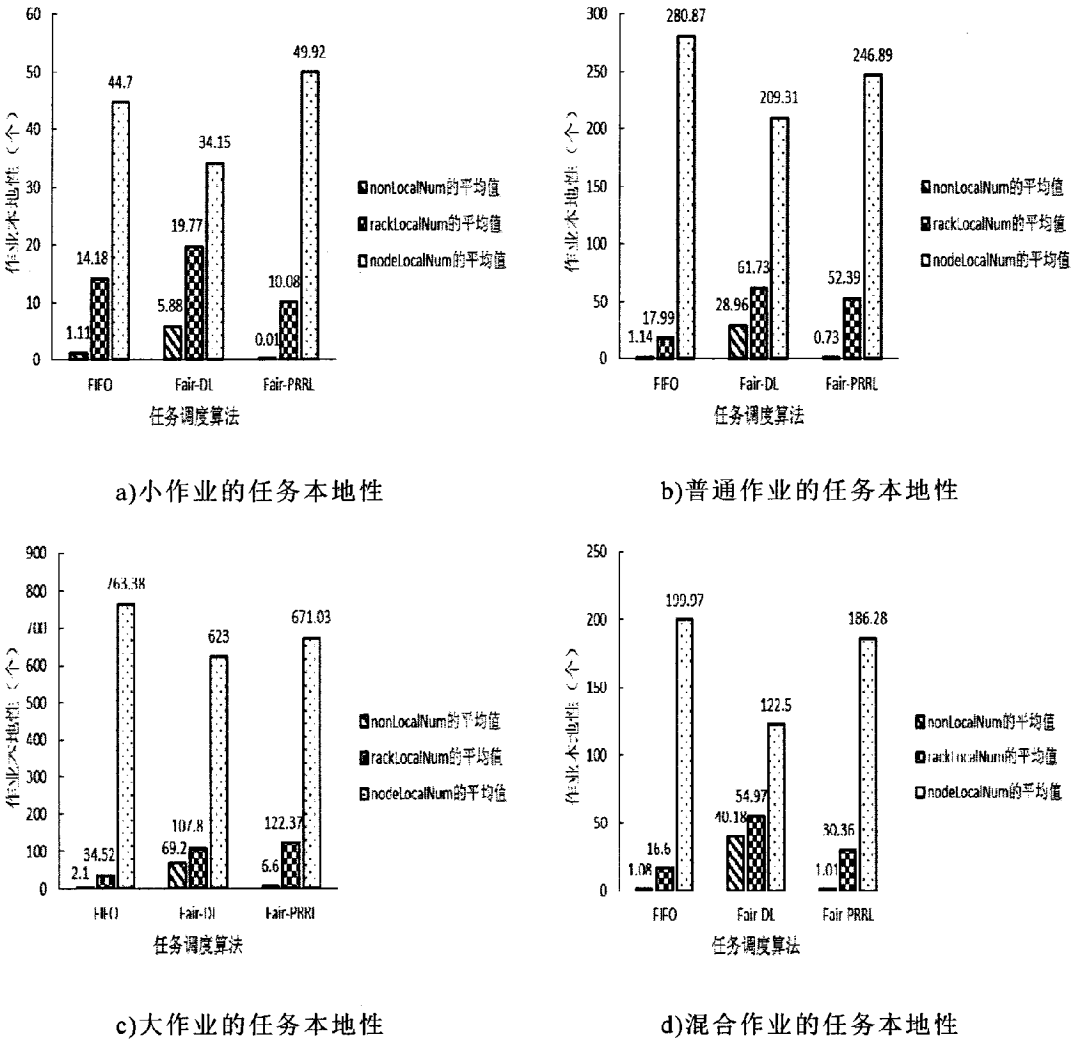 作业本地性（个）
60
50
40
30
20
10
0
1.11
14.18
44.7
5.88
19.77
34.15
0.01
10.08
49.92
FIFO
Fair-DL
Fair-PRRL
任务调度算法
nonLocalNum的平均值
rackLocalNum的平均值
nodeLocalNum的平均值
a)小作业的任务本地性
作业本地性（个）
300
250
200
150
100
50
0
1.14
17.99
280.87
28.96
61.73
209.31
0.73
52.39
246.89
FIFO
Fair-DL
Fair-PRRL
任务调度算法
nonLocalNum的平均值
rackLocalNum的平均值
nodeLocalNum的平均值
b)普通作业的任务本地性
作业本地性（个）
900
800
700
600
500
400
300
200
100
0
2.1
34.52
763.38
69.2
107.8
623
6.6
122.37
671.03
FIFO
Fair-DL
Fair-PRRL
任务调度算法
nonLocalNum的平均值
rackLocalNum的平均值
nodeLocalNum的平均值
c)大作业的任务本地性
作业本地性（个）
250
200
150
100
50
0
1.08
16.6
199.97
40.18
54.97
122.5
1.01
30.36
186.28
FIFO
Fair DL
Fair PRRL
任务调度算法
nonLocalNum的平均值
rackLocalNum的平均值
nodeLocalNum的平均值
d)混合作业的任务本地性